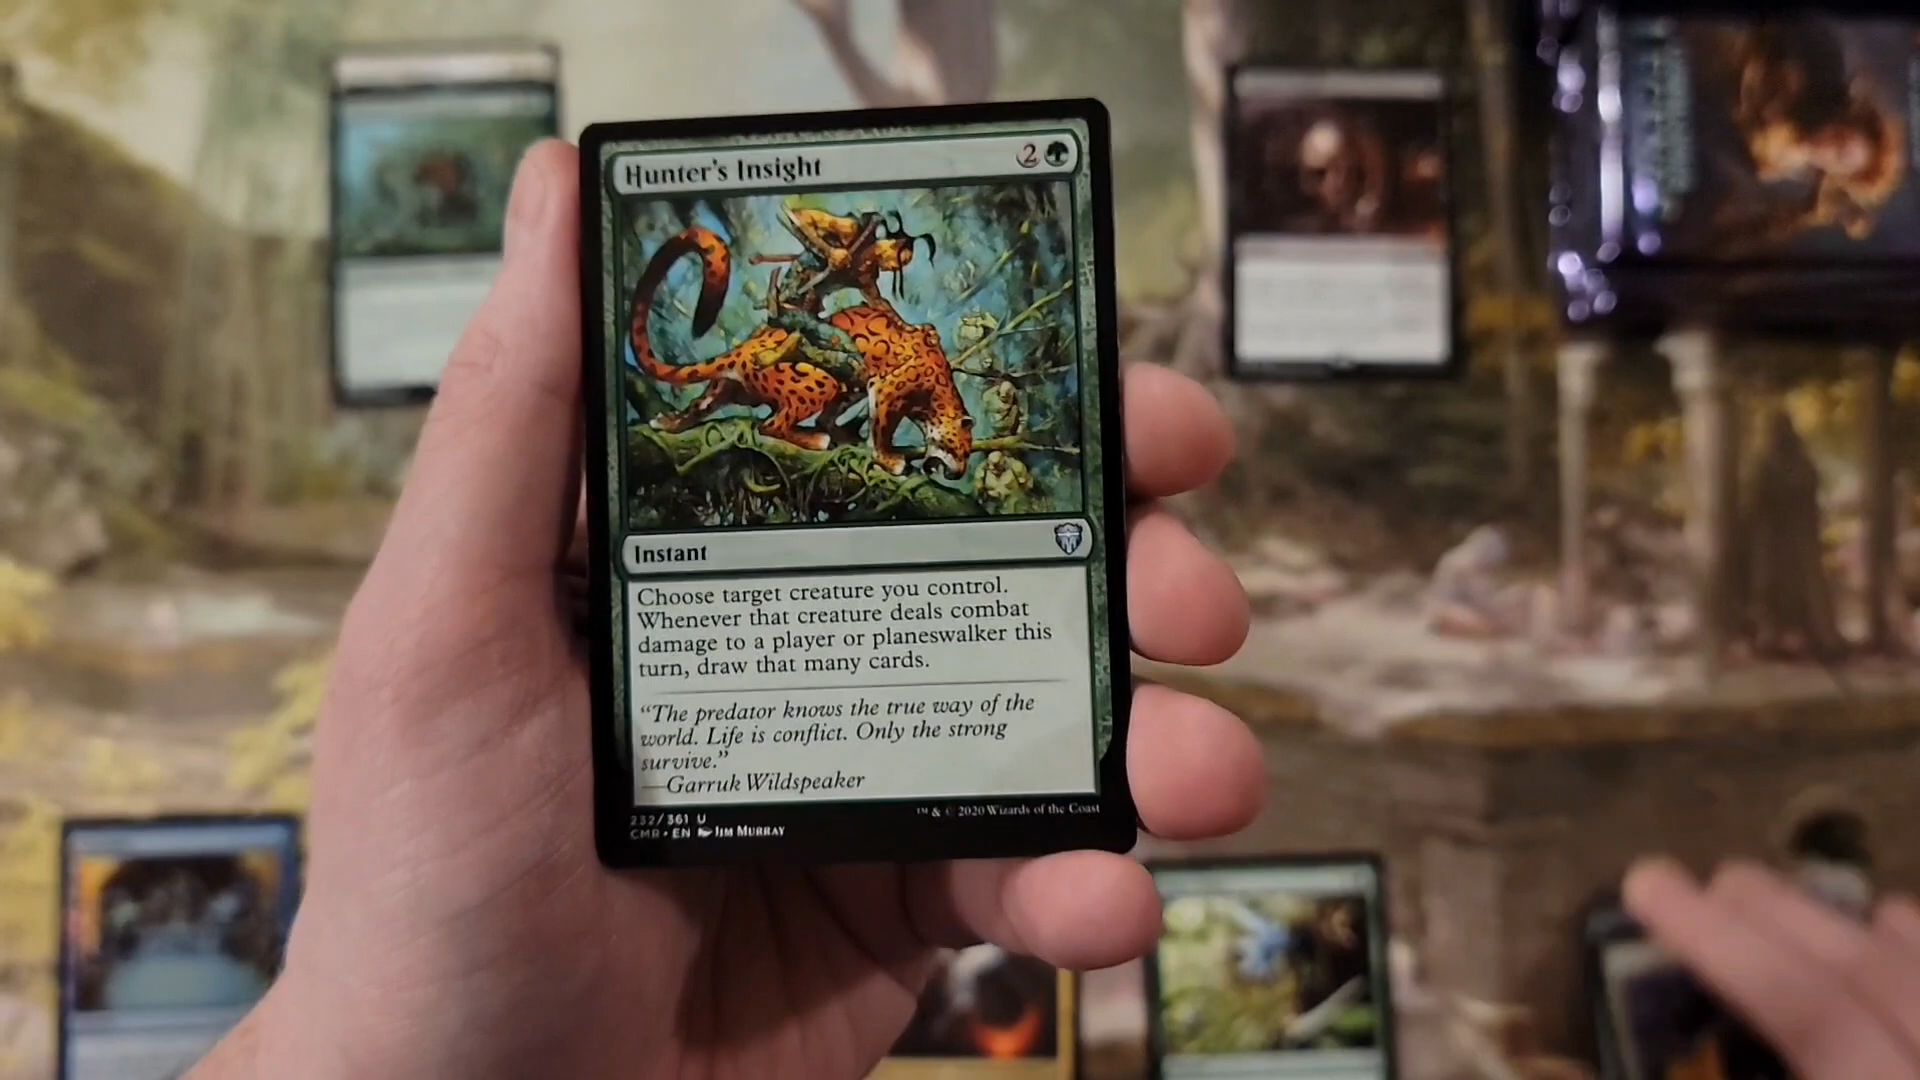 Hunter's Insight 2
Instant
Choose target creature you control.
Whenever that creature deals combat
damage to a player or planeswalker this
turn, draw that many cards.
“The predator knows the true way of the
world. Life is conflict. Only the strong
survive.”
—Garruk Wildspeaker
232/361 U
CMR • EN Jim Murray
™ & © 2020 Wizards of the Coast